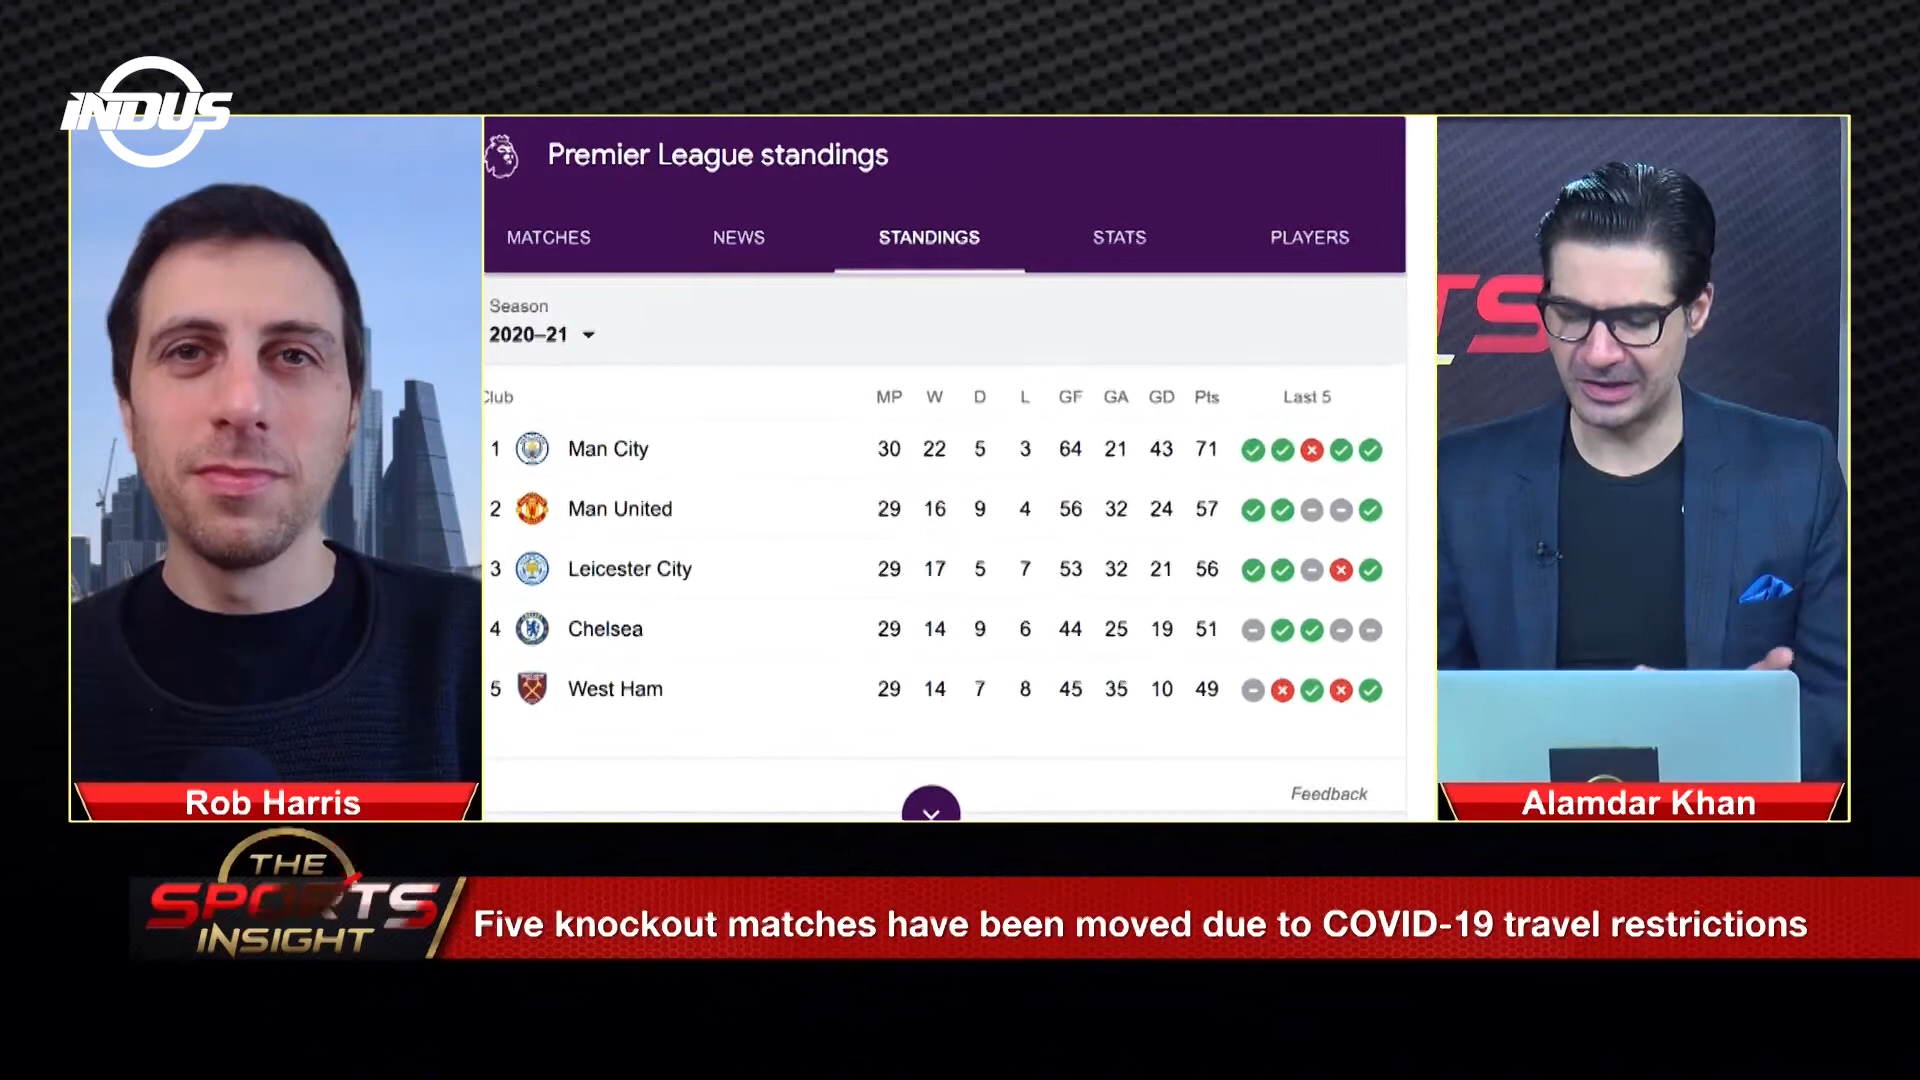 INDUS
Premier League standings
MATCHES NEWS STANDINGS STATS PLAYERS
Season
2020–21
Club MP W D L GF GA GD Pts Last 5
1 Man City 30 22 5 3 64 21 43 71
2 Man United 29 16 9 4 56 32 24 57
3 Leicester City 29 17 5 7 53 32 21 56
4 Chelsea 29 14 9 6 44 25 19 51
5 West Ham 29 14 7 8 45 35 10 49
Feedback
TS
Rob Harris
Alamdar Khan
THE
SPORTS
INSIGHT
Five knockout matches have been moved due to COVID-19 travel restrictions